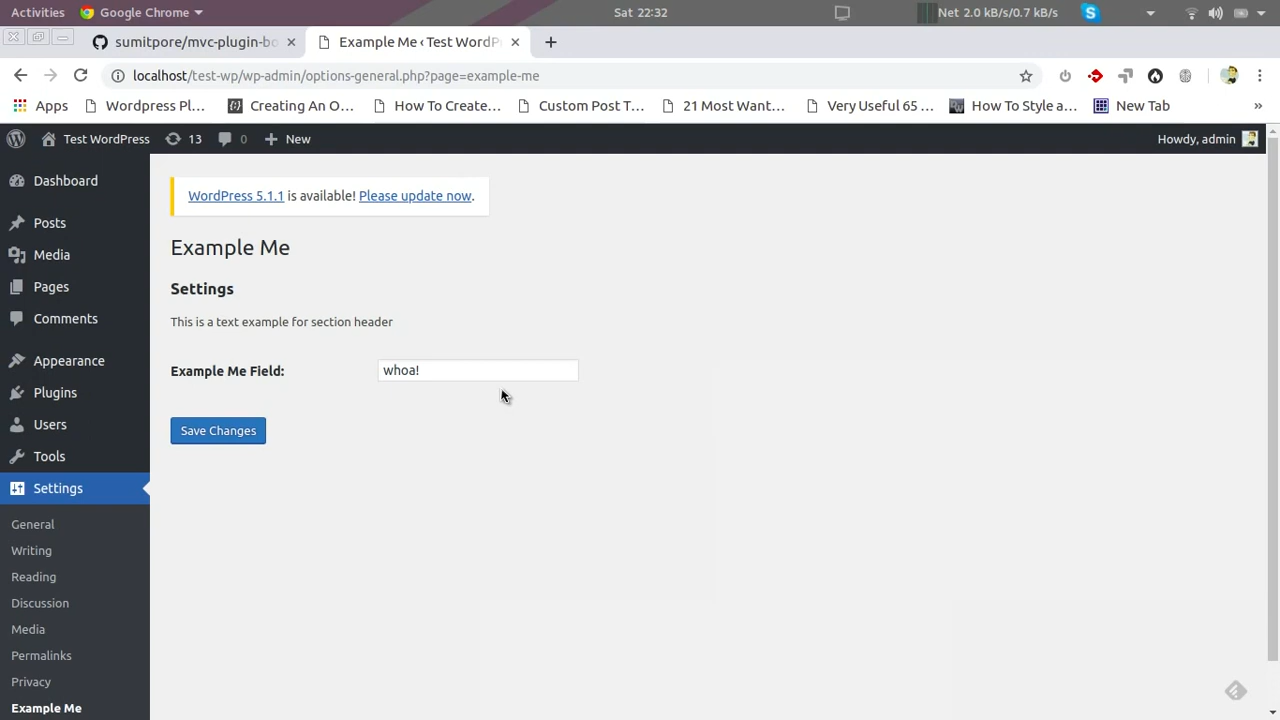 Activities Google Chrome Sat 22:32 Net 2.0 kB/s/0.7 kB/s
sumitpore/mvc-plugin-bo Example Me ‹ Test WordP
localhost/test-wp/wp-admin/options-general.php?page=example-me
Apps Wordpress Pl... Creating An O... How To Create... Custom Post T... 21 Most Want... Very Useful 65 ... How To Style a... New Tab »
Test WordPress 13 0 New Howdy, admin
Dashboard
WordPress 5.1.1 is available! Please update now.
Posts
Media
Pages
Comments
Appearance
Plugins
Users
Tools
Settings
General
Writing
Reading
Discussion
Media
Permalinks
Privacy
Example Me
Example Me
Settings
This is a text example for section header
Example Me Field: whoa!
Save Changes